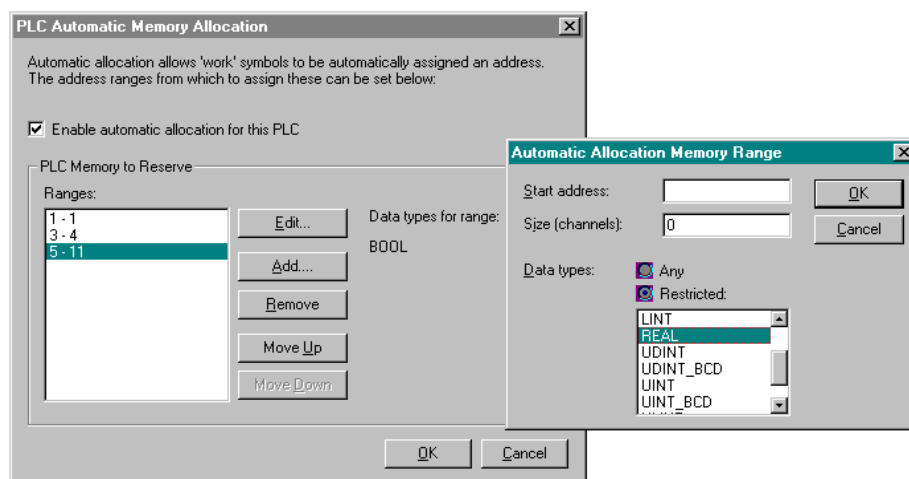 PLC Automatic Memory Allocation
Automatic allocation allows 'work' symbols to be automatically assigned an address.
The address ranges from which to assign these can be set below:
Enable automatic allocation for this PLC
PLC Memory to Reserve
Ranges:
1 - 1
3 - 4
5 - 11
Edit...
Add....
Remove
Move Up
Move Down
Data types for range:
BOOL
OK
Cancel
Automatic Allocation Memory Range
Start address:
Size (channels):
0
OK
Cancel
Data types:
Any
Restricted:
LINT
REAL
UDINT
UDINT_BCD
UINT
UINT_BCD